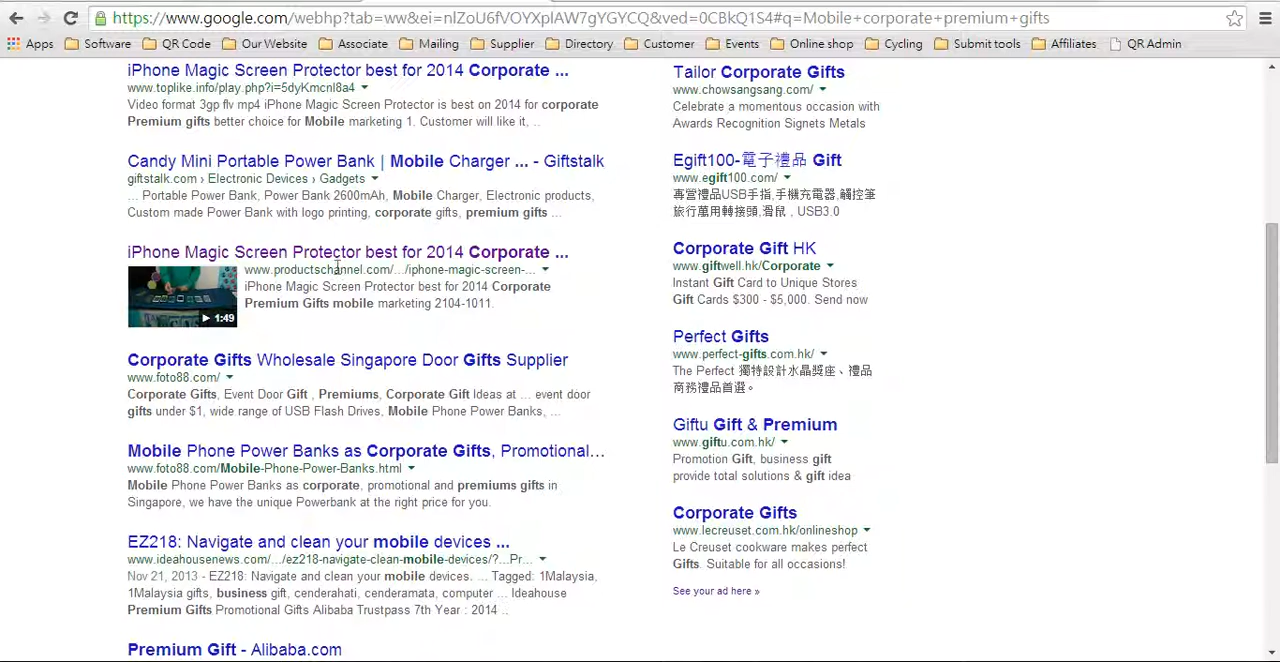 https://www.google.com/webhp?tab=ww&ei=nlZoU6fVOYXplAW7gYGYCQ&ved=0CBkQ1S4#q=Mobile+corporate+premium+gifts
Apps Software QR Code Our Website Associate Mailing Supplier Directory Customer Events Online shop Cycling Submit tools Affiliates QR Admin
iPhone Magic Screen Protector best for 2014 Corporate ...
www.toplike.info/play.php?i=5dyKmcnl8a4
Video format 3gp flv mp4 iPhone Magic Screen Protector is best on 2014 for corporate
Premium gifts better choice for Mobile marketing 1. Customer will like it, ..
Candy Mini Portable Power Bank | Mobile Charger ... - Giftstalk
giftstalk.com › Electronic Devices › Gadgets
... Portable Power Bank, Power Bank 2600mAh, Mobile Charger, Electronic products,
Custom made Power Bank with logo printing, corporate gifts, premium gifts ...
iPhone Magic Screen Protector best for 2014 Corporate ...
www.productschannel.com/.../iphone-magic-screen-...
iPhone Magic Screen Protector best for 2014 Corporate
Premium Gifts mobile marketing 2104-1011.
1:49
Corporate Gifts Wholesale Singapore Door Gifts Supplier
www.foto88.com/
Corporate Gifts, Event Door Gift , Premiums, Corporate Gift Ideas at ... event door
gifts under $1, wide range of USB Flash Drives, Mobile Phone Power Banks, ...
Mobile Phone Power Banks as Corporate Gifts, Promotional...
www.foto88.com/Mobile-Phone-Power-Banks.html
Mobile Phone Power Banks as corporate, promotional and premiums gifts in
Singapore, we have the unique Powerbank at the right price for you.
EZ218: Navigate and clean your mobile devices ...
www.ideahousenews.com/.../ez218-navigate-clean-mobile-devices/?...Pr...
Nov 21, 2013 - EZ218: Navigate and clean your mobile devices. ... Tagged: 1Malaysia,
1Malaysia gifts, business gift, cenderahati, cenderamata, computer ... Ideahouse
Premium Gifts Promotional Gifts Alibaba Trustpass 7th Year : 2014 ..
Premium Gift - Alibaba.com
Tailor Corporate Gifts
www.chowsangsang.com/
Celebrate a momentous occasion with
Awards Recognition Signets Metals
Egift100-電子禮品 Gift
www.egift100.com/
專營禮品USB手指,手機充電器,觸控筆
旅行萬用轉接頭,滑鼠 , USB3.0
Corporate Gift HK
www.giftwell.hk/Corporate
Instant Gift Card to Unique Stores
Gift Cards $300 - $5,000. Send now
Perfect Gifts
www.perfect-gifts.com.hk/
The Perfect 獨特設計水晶獎座、禮品
商務禮品首選。
Giftu Gift & Premium
www.giftu.com.hk/
Promotion Gift, business gift
provide total solutions & gift idea
Corporate Gifts
www.lecreuset.com.hk/onlineshop
Le Creuset cookware makes perfect
Gifts. Suitable for all occasions!
See your ad here »